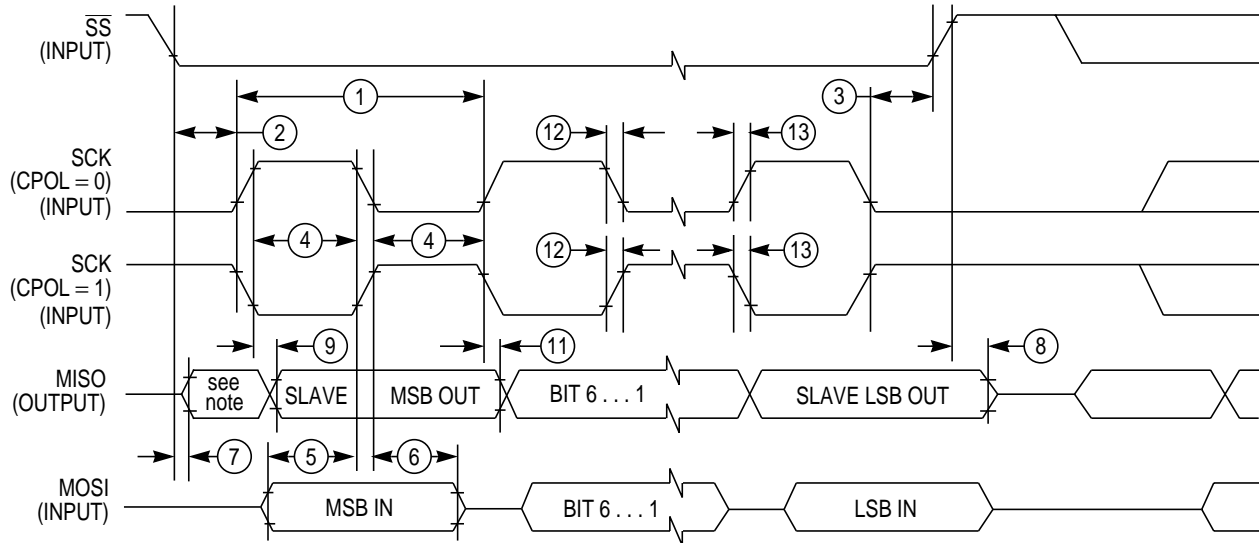 SS
(INPUT)
1
3
2
12
13
SCK
(CPOL = 0)
(INPUT)
4
4
12
13
SCK
(CPOL = 1)
(INPUT)
9
11
8
MISO
(OUTPUT)
see
note
SLAVE
MSB OUT
BIT 6 . . . 1
SLAVE LSB OUT
7
5
6
MOSI
(INPUT)
MSB IN
BIT 6 . . . 1
LSB IN